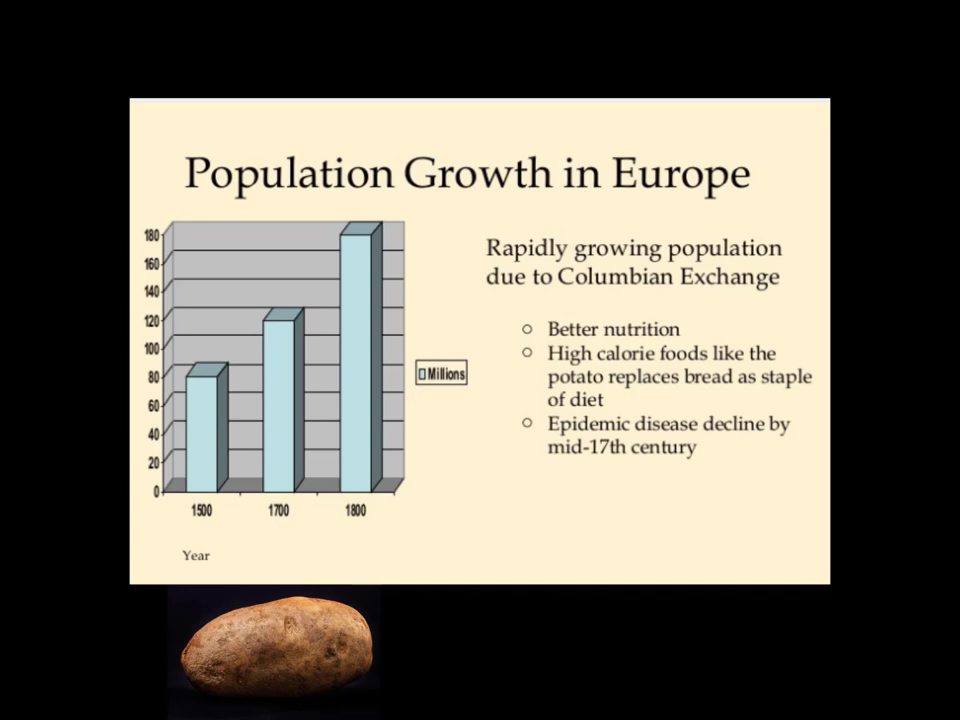 Population Growth in Europe
180
160
140
120
100
80
60
40
20
0
1500 1700 1800
Millions
Year
Rapidly growing population
due to Columbian Exchange
○ Better nutrition
○ High calorie foods like the
potato replaces bread as staple
of diet
○ Epidemic disease decline by
mid-17th century